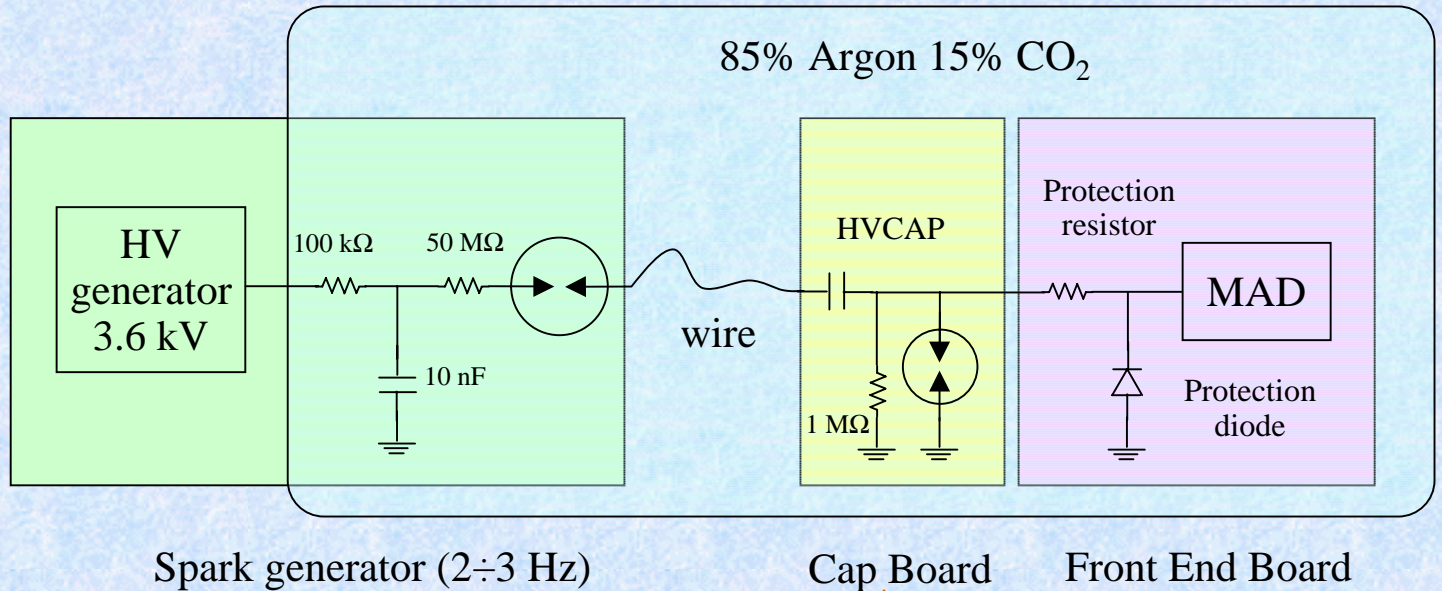 85% Argon 15% CO₂
HV
generator
3.6 kV
100 kΩ
50 MΩ
10 nF
wire
HVCAP
1 MΩ
Protection
resistor
MAD
Protection
diode
Spark generator (2÷3 Hz)
Cap Board
Front End Board